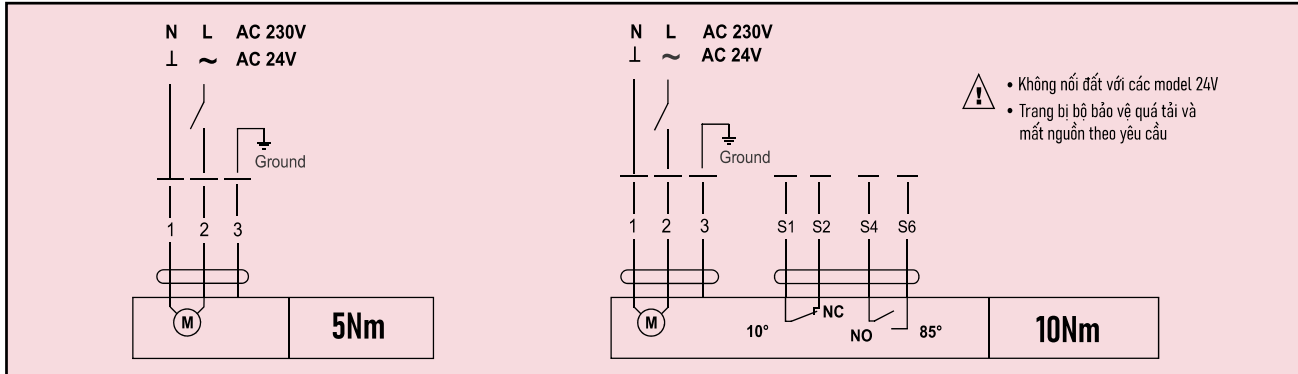 N L AC 230V
⊥ ~ AC 24V
Ground
1 2 3
M
5Nm
N L AC 230V
⊥ ~ AC 24V
Ground
1 2 3 S1 S2 S4 S6
M
10° NC
NO 85°
10Nm
! • Không nối đất với các model 24V
• Trang bị bộ bảo vệ quá tải và
mất nguồn theo yêu cầu